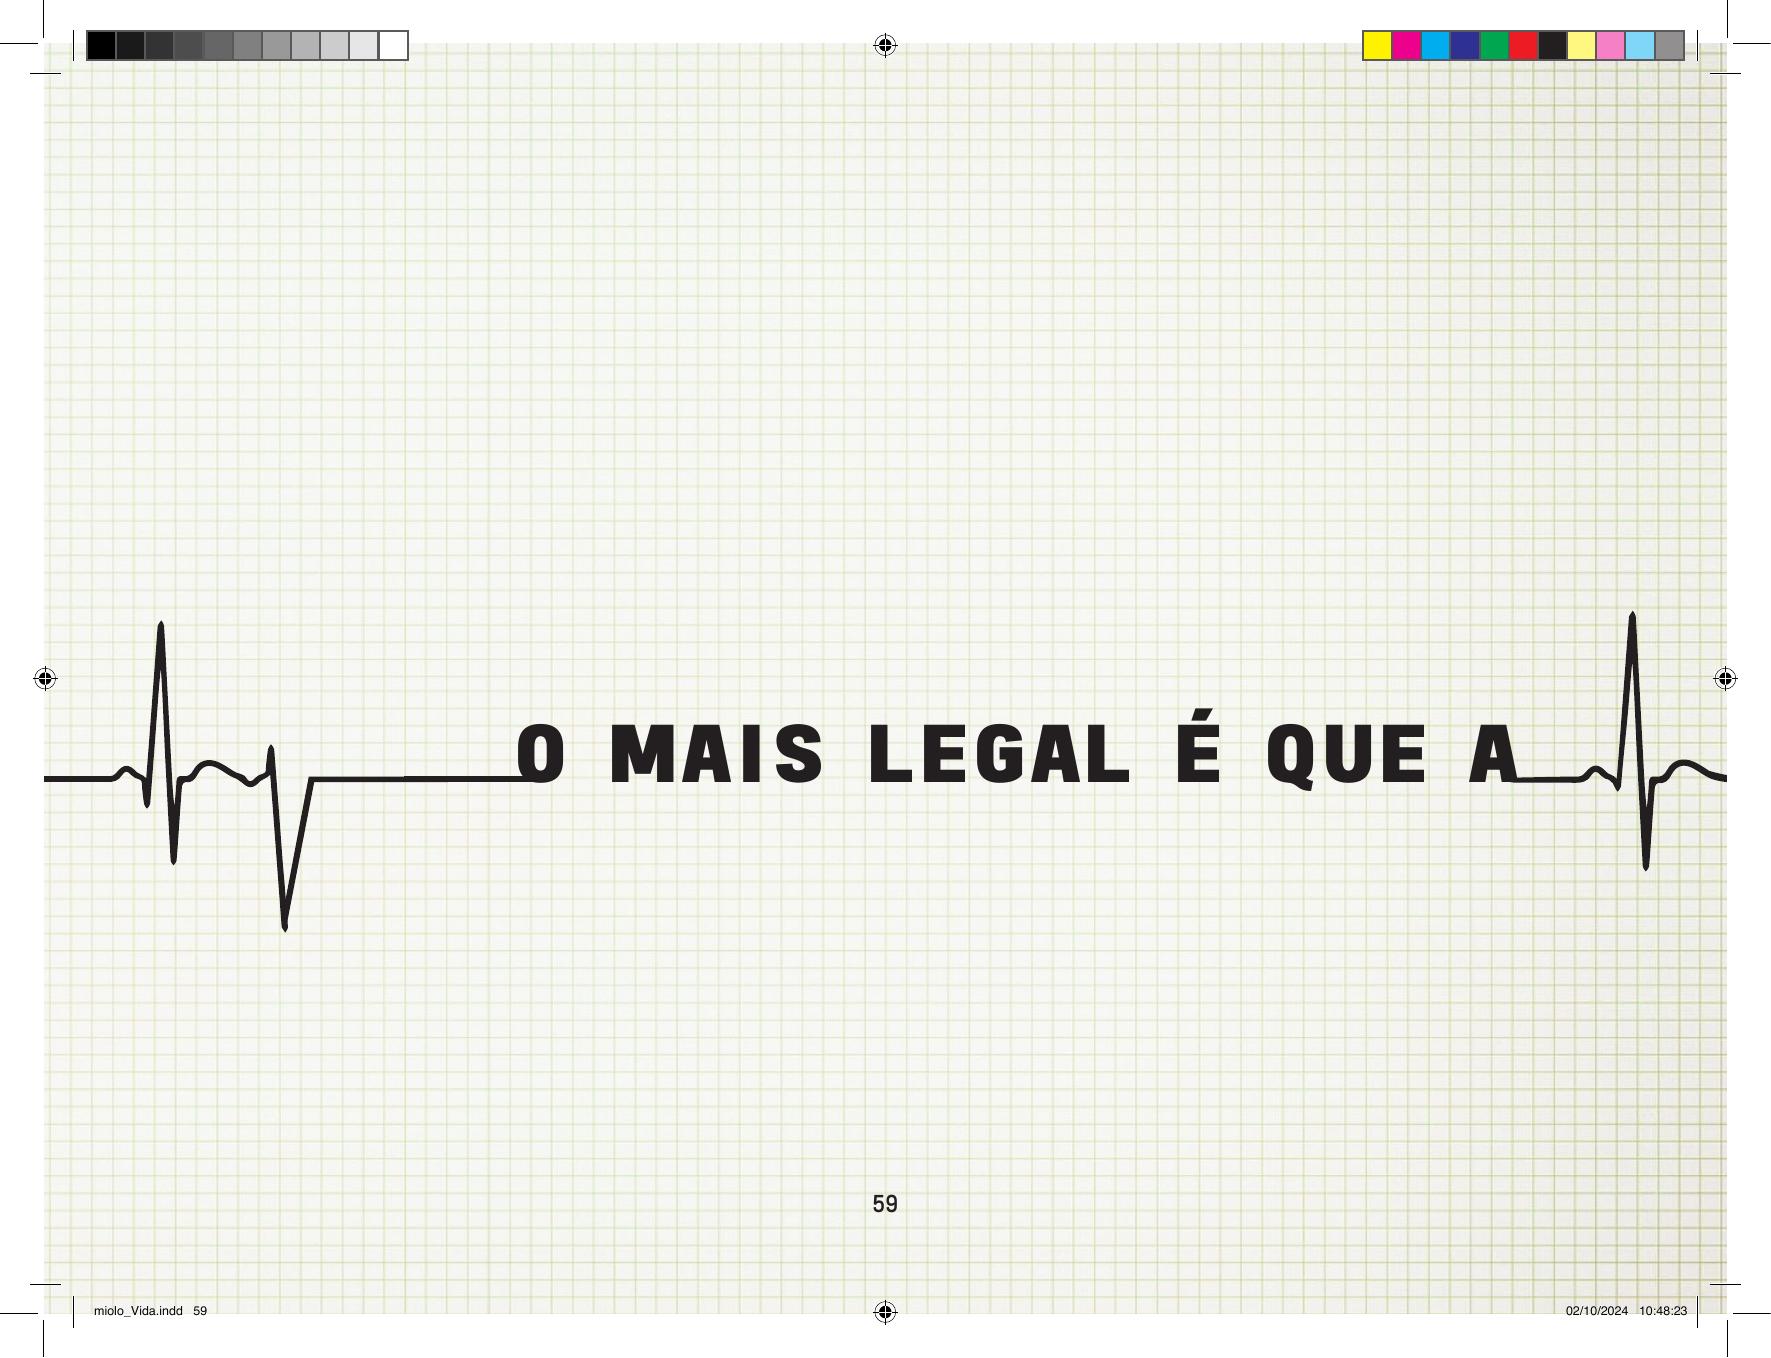 O MAIS LEGAL É QUE A
59
miolo_Vida.indd 59
02/10/2024 10:48:23